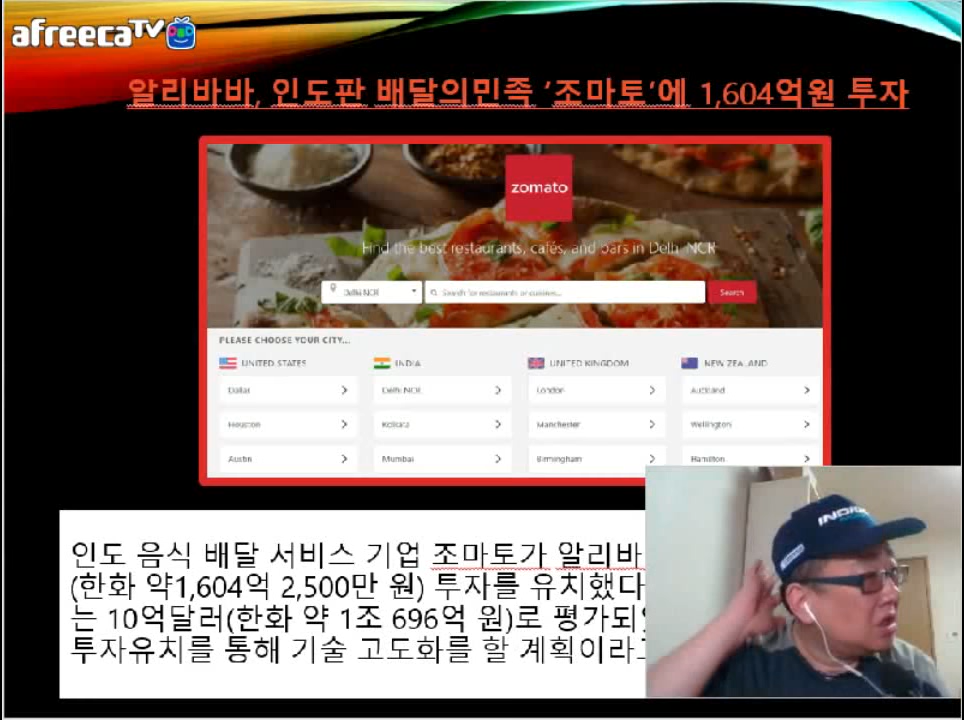 afreecaTV
알리바바, 인도판 배달의민족 ‘조마토’에 1,604억원 투자
zomato
Find the best restaurants, cafés, and bars in Delhi NCR
Delhi NCR
Search for restaurants or cuisines...
Search
PLEASE CHOOSE YOUR CITY...
UNITED STATES
INDIA
UNITED KINGDOM
NEW ZEALAND
Dallas
Delhi NCR
London
Auckland
Houston
Kolkata
Manchester
Wellington
Austin
Mumbai
Birmingham
Hamilton
인도 음식 배달 서비스 기업 조마토가 알리바
(한화 약1,604억 2,500만 원) 투자를 유치했다
는 10억달러(한화 약 1조 696억 원)로 평가되
투자유치를 통해 기술 고도화를 할 계획이라